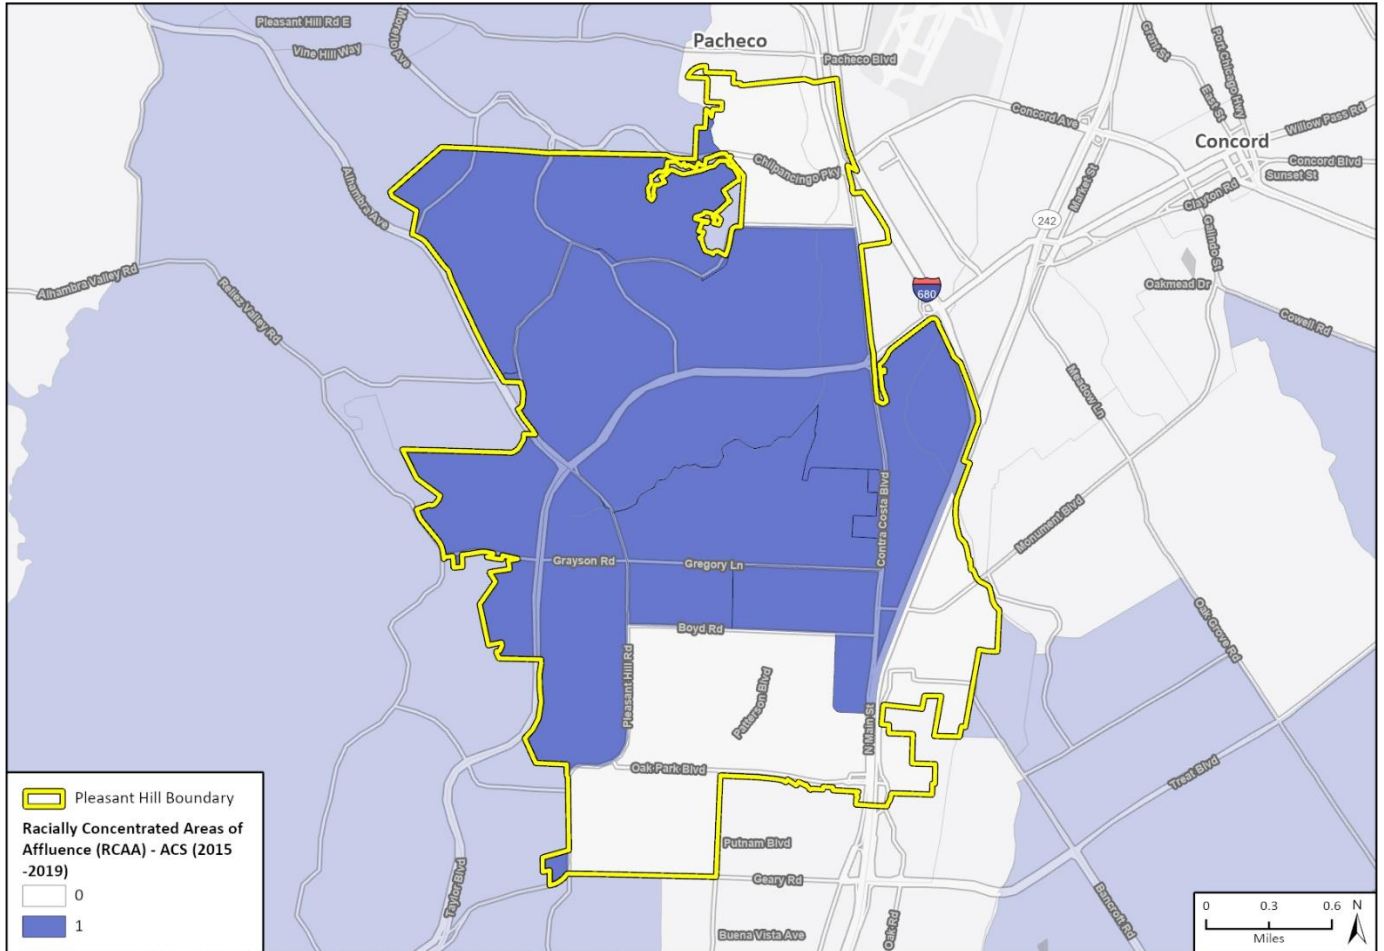 Pleasant Hill Rd E
Vine Hill Way
Morello Ave
Pacheco
Pacheco Blvd
Grant St
Port Chicago Hwy
East St
Concord Ave
Willow Pass Rd
Concord
Concord Blvd
Sunset St
Chilpancingo Pky
Market St
Clayton Rd
Alhambra Ave
Galindo St
242
Alhambra Valley Rd
Reliez Valley Rd
680
Oakmead Dr
Cowell Rd
Meadow Ln
Contra Costa Blvd
Monument Blvd
Grayson Rd
Gregory Ln
Boyd Rd
Oak Grove Rd
Pleasant Hill Rd
Patterson Blvd
N Main St
Oak Park Blvd
Treat Blvd
Putnam Blvd
Geary Rd
Taylor Blvd
Bancroft Rd
Oak Rd
Buena Vista Ave
Pleasant Hill Boundary
Racially Concentrated Areas of
Affluence (RCAA) - ACS (2015
-2019)
0
1
0 0.3 0.6
Miles
N